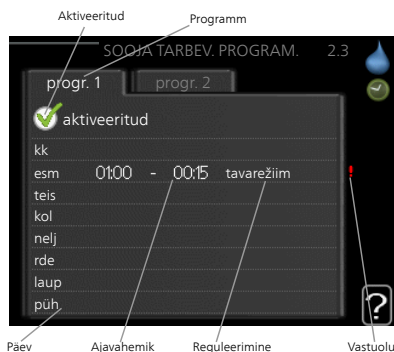 Aktiveeritud
Programm
SOOJA TARBEV. PROGRAM. 2.3
progr. 1 progr. 2
aktiveeritud
kk
esm 01:00 - 00:15 tavarežiim !
teis
kol
nelj
rde
laup
püh
?
Päev Ajavahemik Reguleerimine Vastuolu